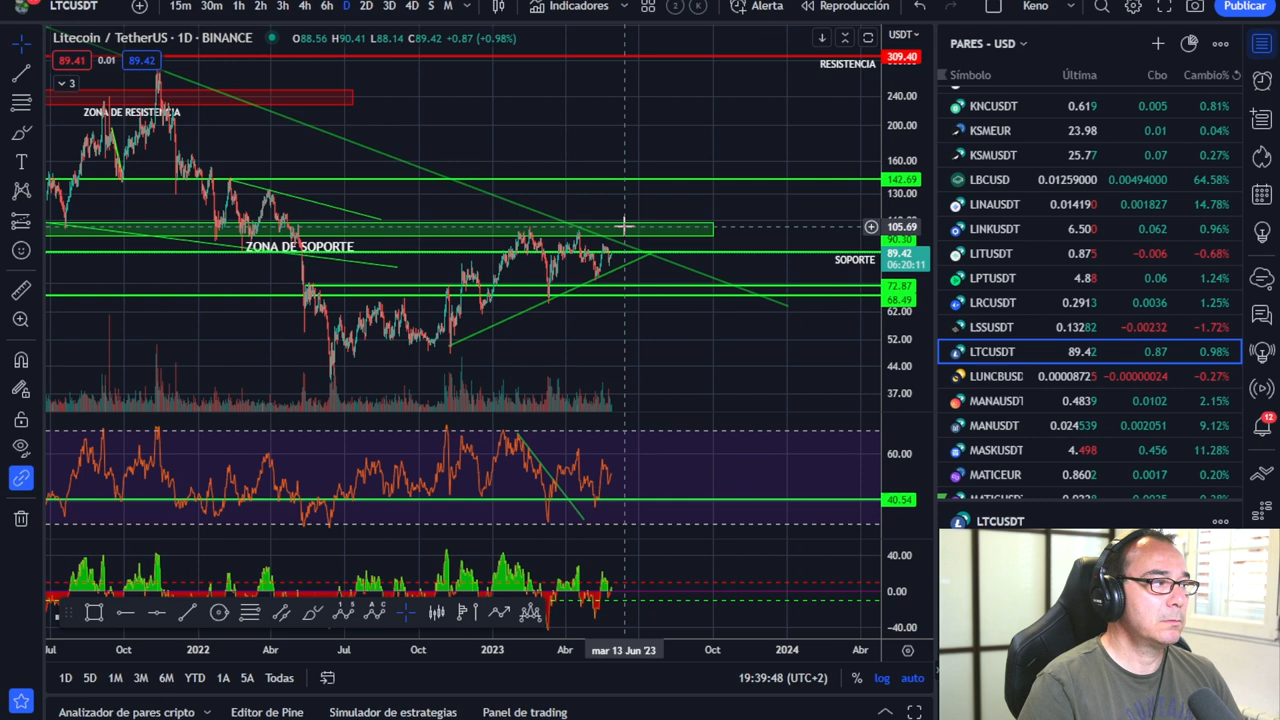 LTCUSDT 15m 30m 1h 2h 3h 4h 6h D 2D 3D 4D S M Indicadores 2 K Alerta Reproducción Keno Publicar
Litecoin / TetherUS · 1D · BINANCE O88.56 H90.41 L88.14 C89.42 +0.87 (+0.98%)
89.41 0.01 89.42
3
RESISTENCIA
ZONA DE RESISTENCIA
ZONA DE SOPORTE
SOPORTE
USDT
309.40
240.00
200.00
160.00
142.69
130.00
105.69
90.30
89.42
06:20:11
72.87
68.49
62.00
52.00
44.00
37.00
60.00
40.54
40.00
0.00
−40.00
Jul Oct 2022 Abr Jul Oct 2023 Abr mar 13 Jun '23 Oct 2024 Abr
1D 5D 1M 3M 6M YTD 1A 5A Todas 19:39:48 (UTC+2) % log auto
Analizador de pares cripto Editor de Pine Simulador de estrategias Panel de trading
PARES - USD
Símbolo Última Cbo Cambio%
KNCUSDT 0.619 0.005 0.81%
KSMEUR 23.98 0.01 0.04%
KSMUSDT 25.77 0.07 0.27%
LBCUSD 0.01259000 0.00494000 64.58%
LINAUSDT 0.01419 0.001827 14.78%
LINKUSDT 6.500 0.062 0.96%
LITUSDT 0.875 −0.006 −0.68%
LPTUSDT 4.88 0.06 1.24%
LRCUSDT 0.2913 0.0036 1.25%
LSSUSDT 0.13282 −0.00232 −1.72%
LTCUSDT 89.42 0.87 0.98%
LUNCBUSD 0.00008725 −0.00000024 −0.27%
MANAUSDT 0.4839 0.0102 2.15%
MANUSDT 0.024539 0.002051 9.12%
MASKUSDT 4.498 0.456 11.28%
MATICEUR 0.8602 0.0017 0.20%
LTCUSDT
12